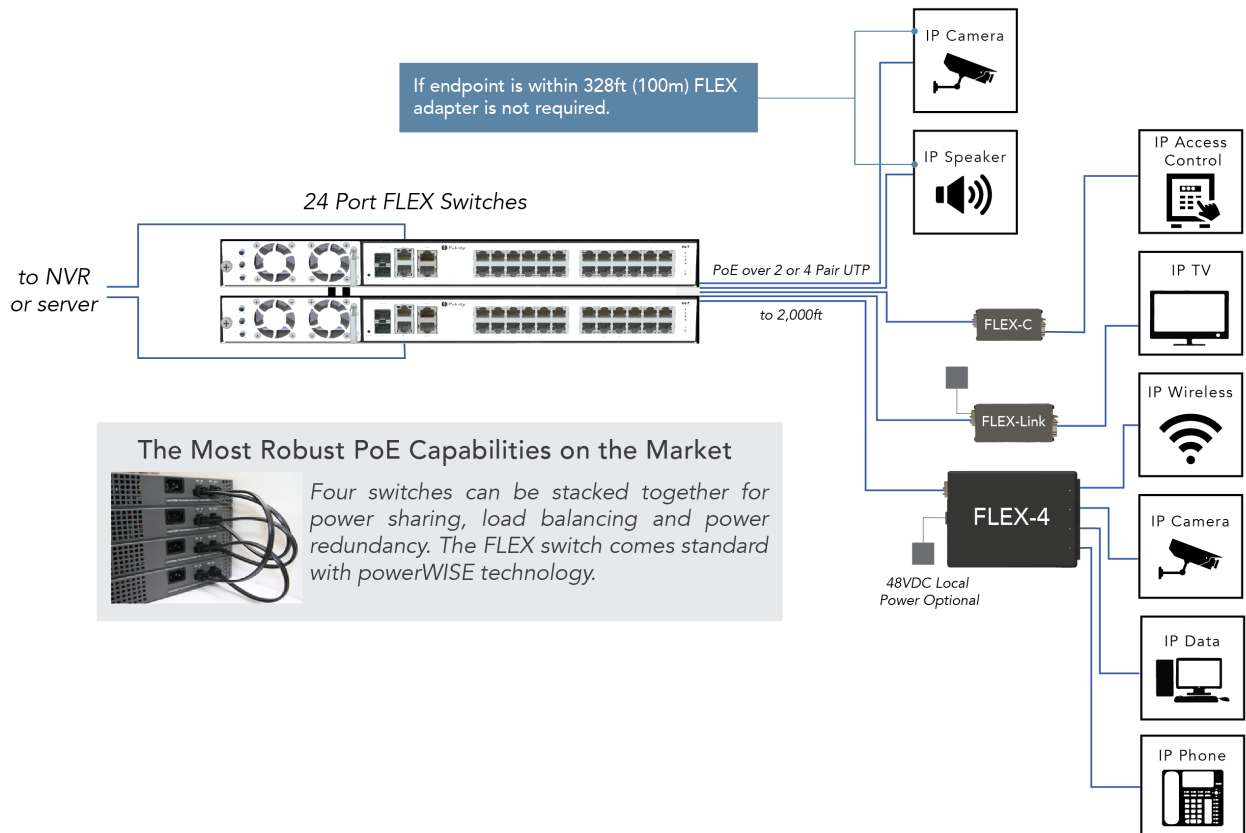 IP Camera
If endpoint is within 328ft (100m) FLEX
adapter is not required.
IP Speaker
IP Access
Control
24 Port FLEX Switches
to NVR
or server
PoE over 2 or 4 Pair UTP
to 2,000ft
IP TV
FLEX-C
FLEX-Link
IP Wireless
The Most Robust PoE Capabilities on the Market
Four switches can be stacked together for
power sharing, load balancing and power
redundancy. The FLEX switch comes standard
with powerWISE technology.
FLEX-4
48VDC Local
Power Optional
IP Camera
IP Data
IP Phone